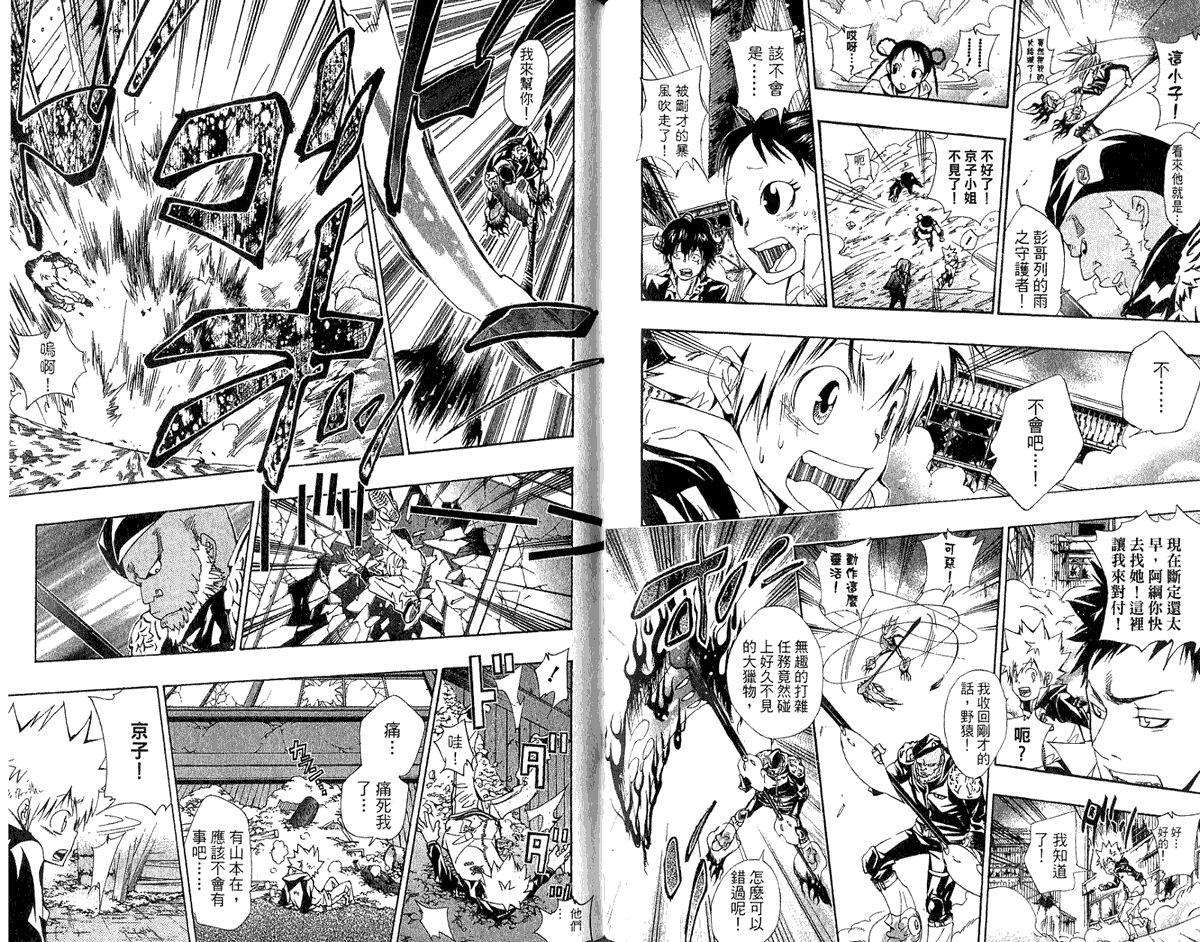 這小子！
看來他就是…
彭哥列的雨
之守護者！
竟然把我的
………
哎呀……
不好了！
京子小姐
不見了！
呃！
該不會
是……
被剛才的暴
風吹走了！
不……
不會吧……
現在斷定還太
早，阿綱你快
去找她！這裡
讓我來對付！
呃？
好…
好的！
我知道
了！
可惡！
動作這麼
靈活！
我收回剛才的
話，野猿！
無趣的打雜
任務竟然碰
上好久不見
的大獵物，
怎麼可以
錯過呢！
我來幫你！
嗚啊！
哇！
他們
痛…
痛死我
了…
有山本在，
應該不會有
事吧……
京子！